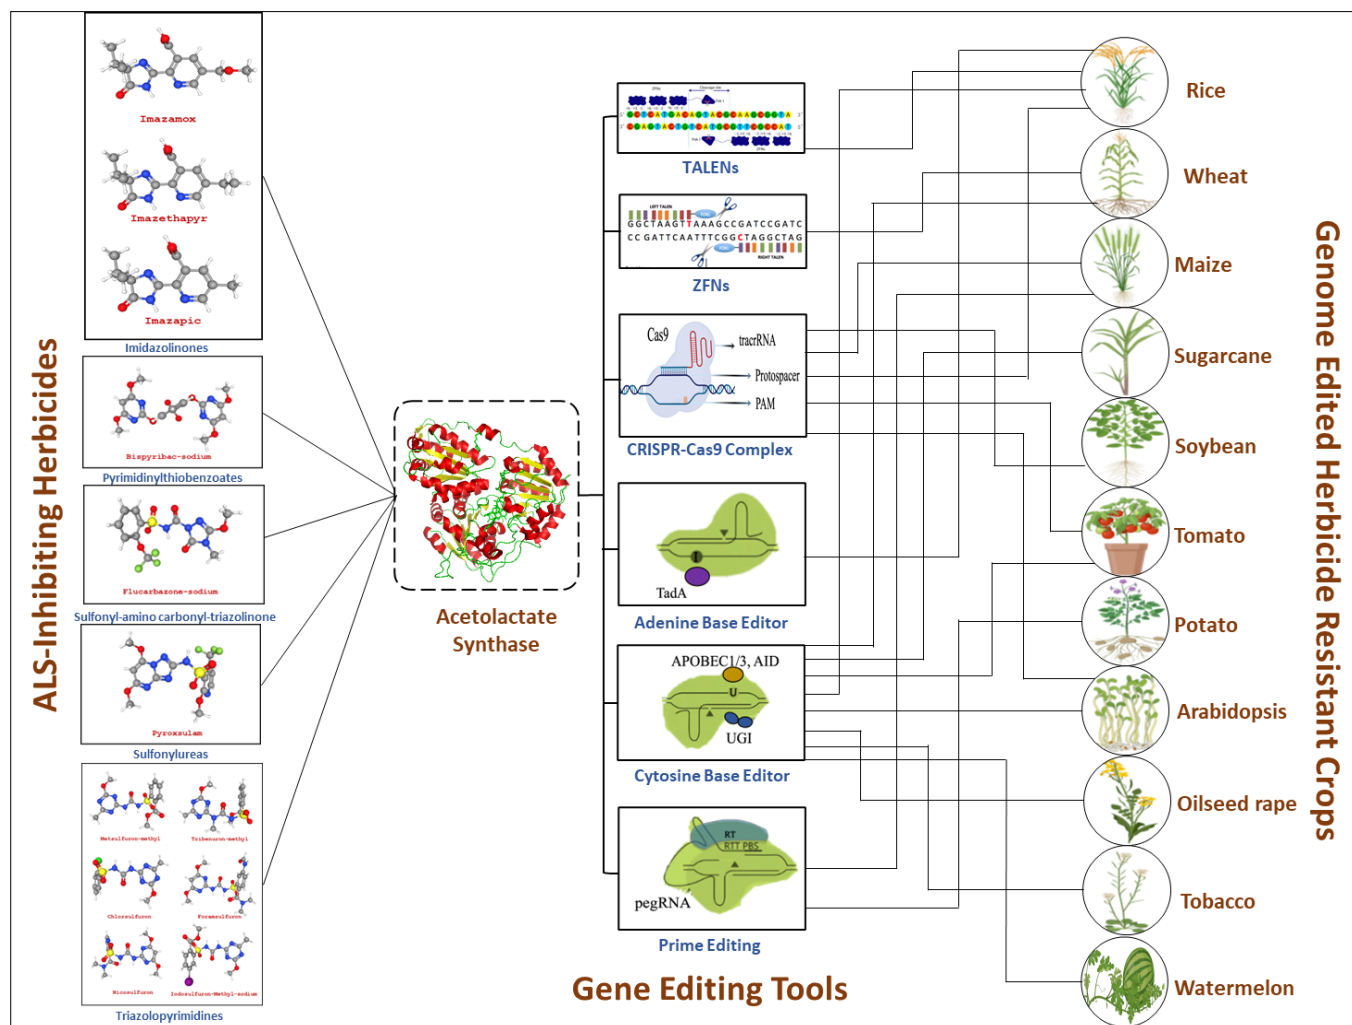 ALS-Inhibiting Herbicides
Imazamox
Imazethapyr
Imazapic
Imidazolinones
Bispyribac-sodium
Pyrimidinylthiobenzoates
Flucarbazone-sodium
Sulfonyl-amino carbonyl-triazolinone
Pyroxsulam
Sulfonylureas
Metsulfuron-methyl
Tribenuron-methyl
Chlorsulfuron
Foramsulfuron
Nicosulfuron
Iodosulfuron-Methyl-sodium
Triazolopyrimidines
Acetolactate
Synthase
TALENs
LEFT TALEN
GGCTAAGTTAAAGCCGATCCGATC
CCGATTCAATTTCGGCTAGGCTAG
RIGHT TALEN
ZFNs
Cas9
tracrRNA
Protospacer
PAM
CRISPR-Cas9 Complex
I
TadA
Adenine Base Editor
APOBEC1/3, AID
U
UGI
Cytosine Base Editor
RT
RTT PBS
pegRNA
Prime Editing
Gene Editing Tools
Rice
Wheat
Maize
Sugarcane
Soybean
Tomato
Potato
Arabidopsis
Oilseed rape
Tobacco
Watermelon
Genome Edited Herbicide Resistant Crops